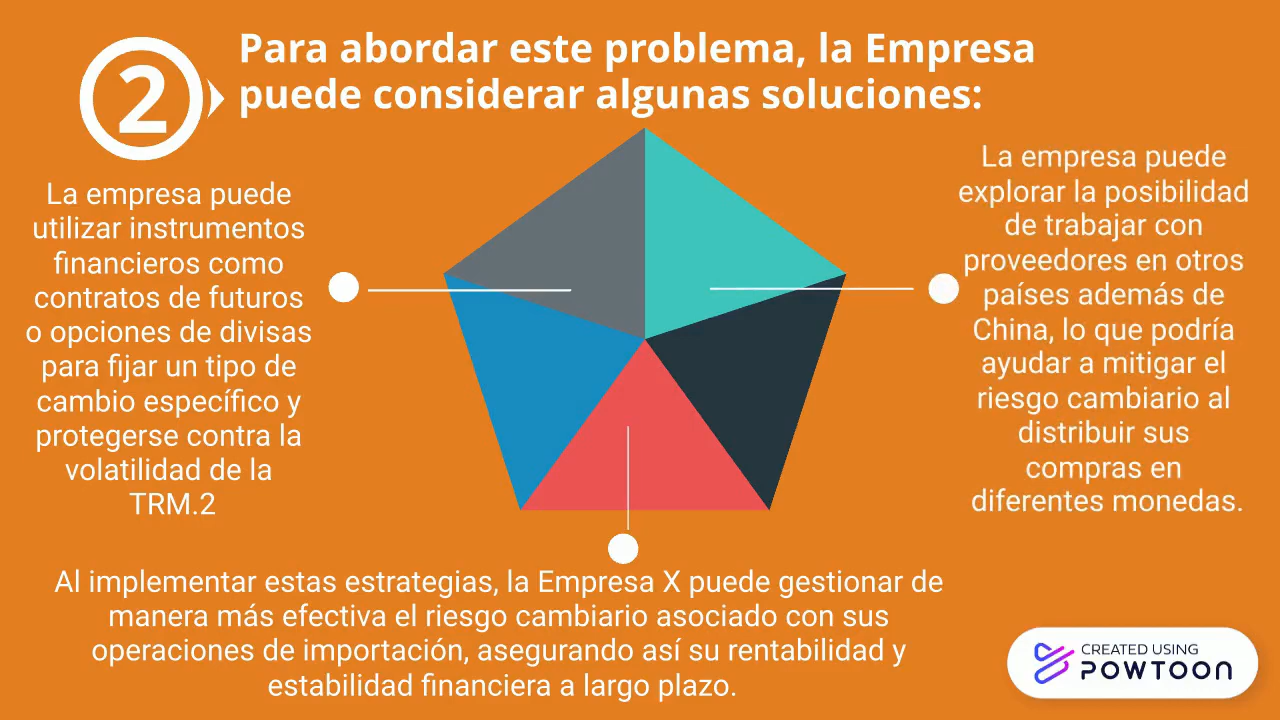 2
Para abordar este problema, la Empresa
puede considerar algunas soluciones:
La empresa puede
utilizar instrumentos
financieros como
contratos de futuros
o opciones de divisas
para fijar un tipo de
cambio específico y
protegerse contra la
volatilidad de la
TRM.2
La empresa puede
explorar la posibilidad
de trabajar con
proveedores en otros
países además de
China, lo que podría
ayudar a mitigar el
riesgo cambiario al
distribuir sus
compras en
diferentes monedas.
Al implementar estas estrategias, la Empresa X puede gestionar de
manera más efectiva el riesgo cambiario asociado con sus
operaciones de importación, asegurando así su rentabilidad y
estabilidad financiera a largo plazo.
CREATED USING
POWTOON